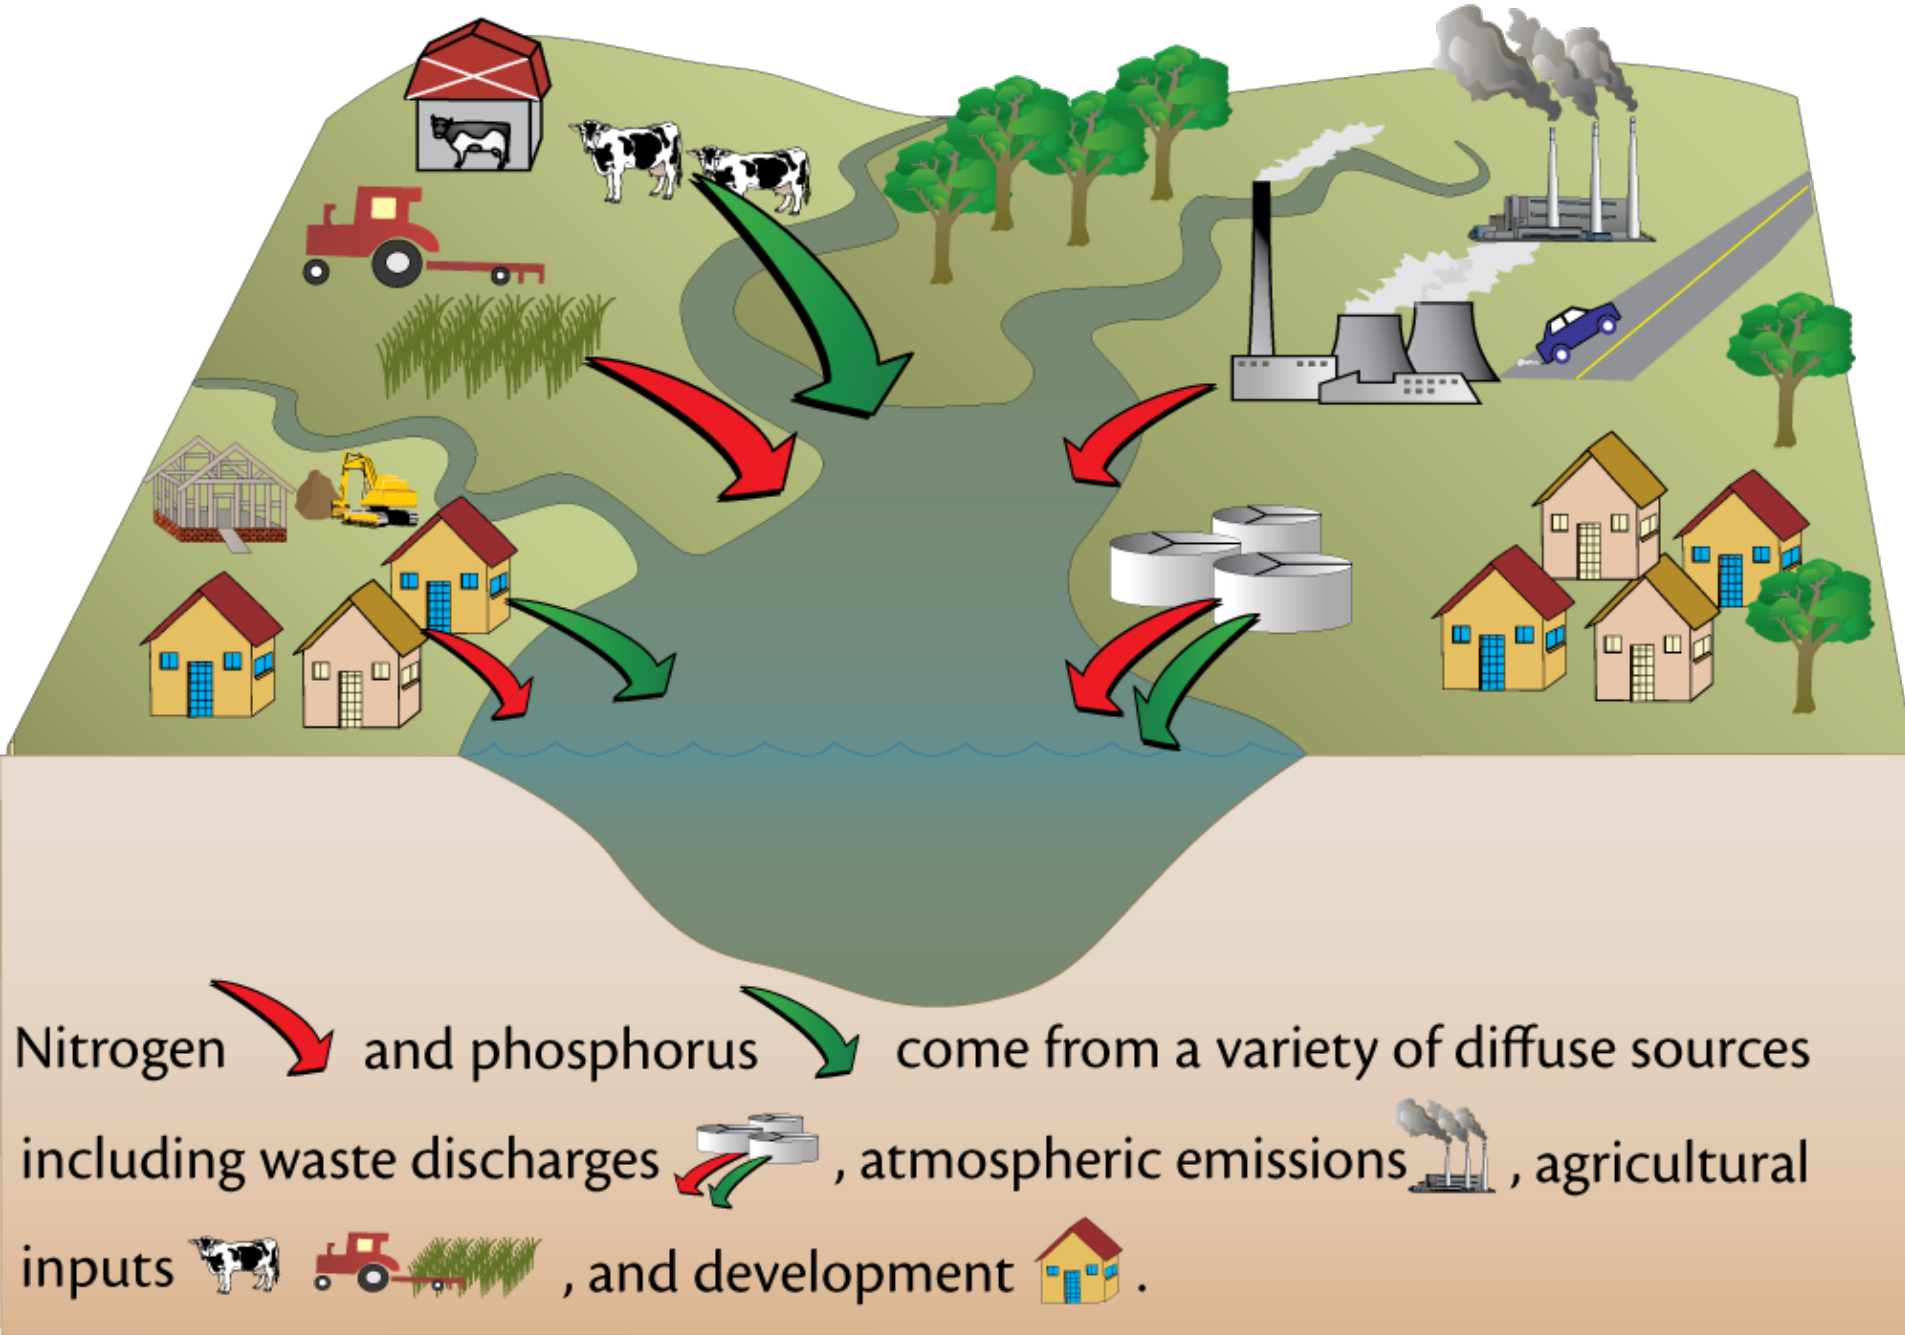 Nitrogen and phosphorus come from a variety of diffuse sources
including waste discharges , atmospheric emissions , agricultural
inputs , and development .